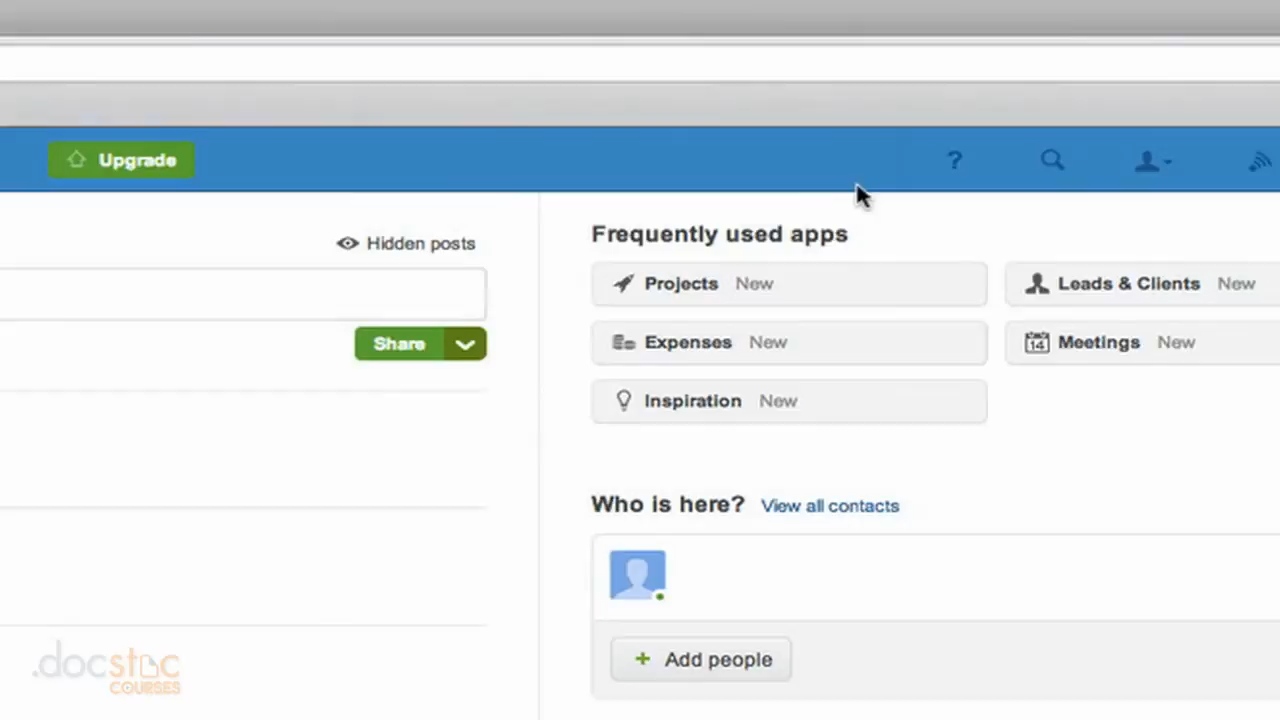 Upgrade
?
Hidden posts
Share
Frequently used apps
Projects New
Leads & Clients New
Expenses New
14 Meetings New
Inspiration New
Who is here? View all contacts
+ Add people
.docstoc
COURSES